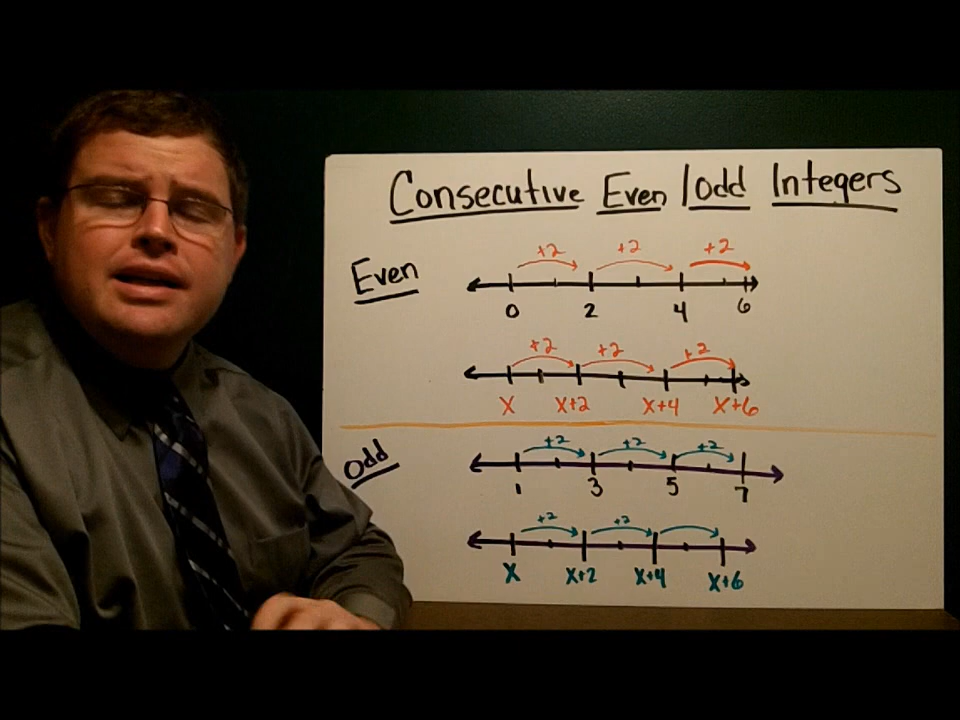 Consecutive Even/odd Integers
Even
+2 +2 +2
0 2 4 6
+2 +2 +2
x x+2 x+4 x+6
odd
+2 +2 +2
1 3 5 7
+2 +2
x x+2 x+4 x+6